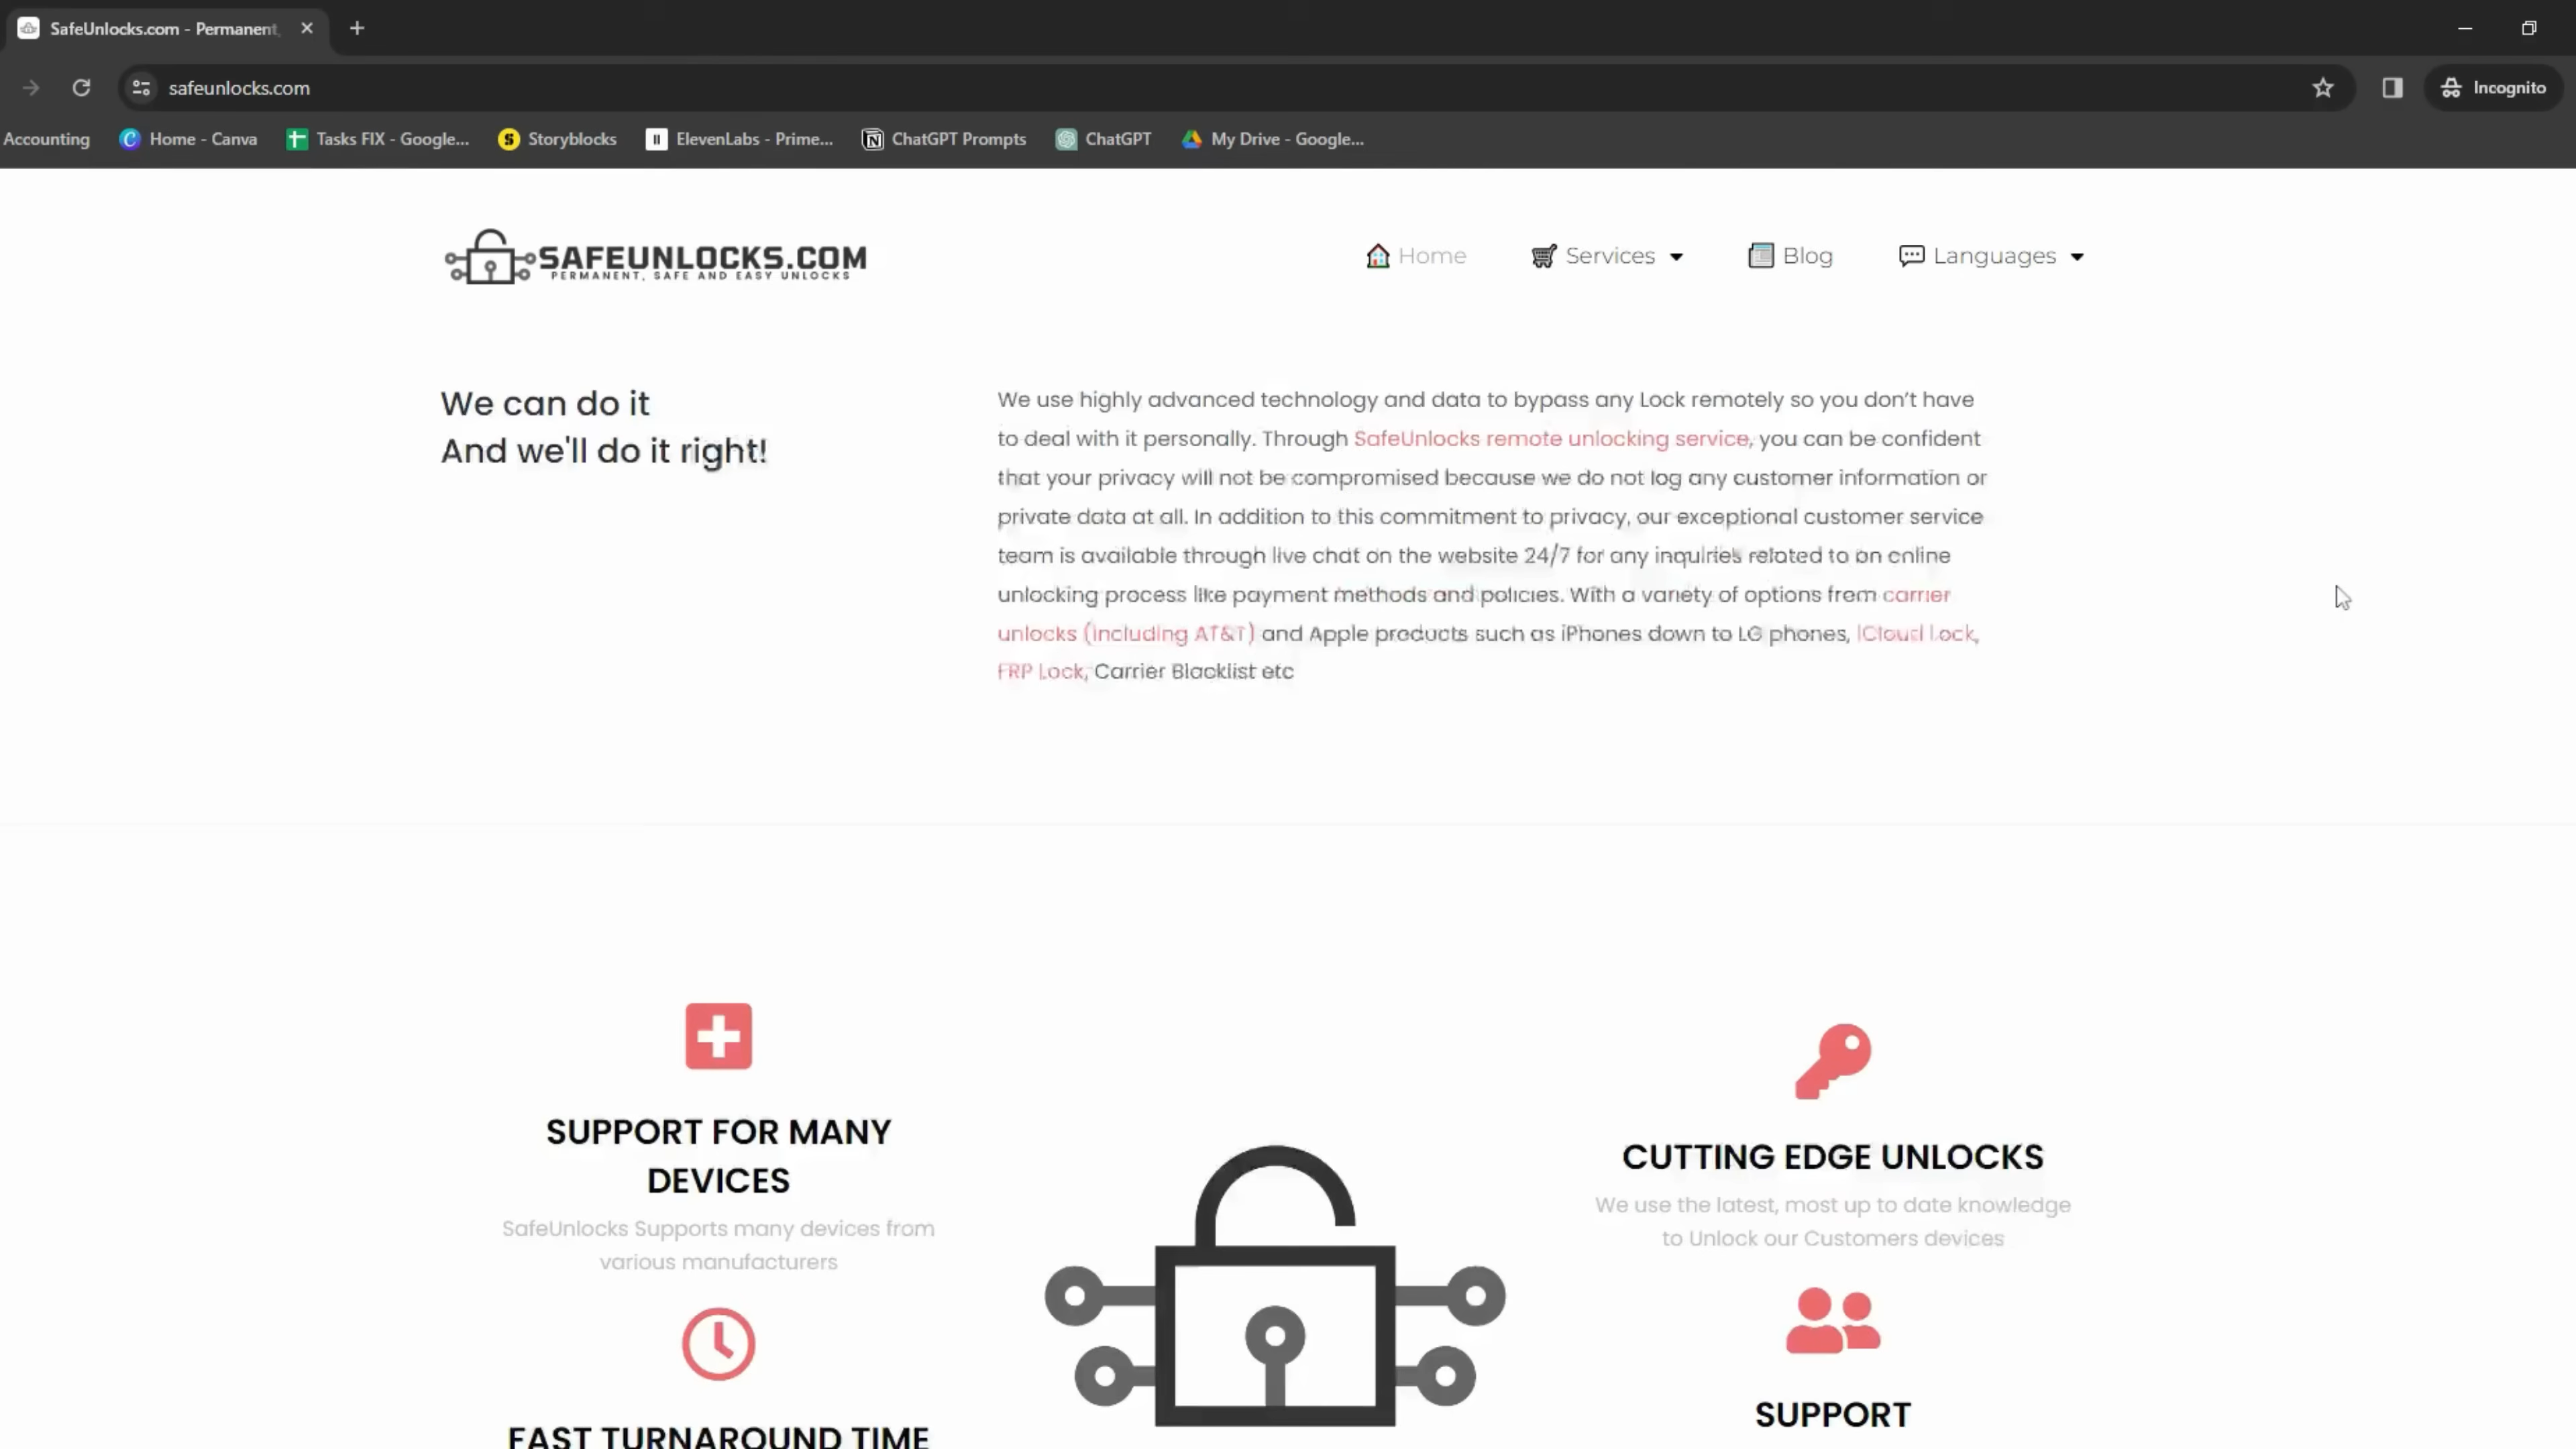 SafeUnlocks.com - Permanent,
safeunlocks.com
Incognito
Accounting
Home - Canva
Tasks FIX - Google...
Storyblocks
ElevenLabs - Prime...
ChatGPT Prompts
ChatGPT
My Drive - Google...
SAFEUNLOCKS.COM
PERMANENT, SAFE AND EASY UNLOCKS
Home
Services
Blog
Languages
We can do it
And we'll do it right!
We use highly advanced technology and data to bypass any Lock remotely so you don't have
to deal with it personally. Through SafeUnlocks remote unlocking service, you can be confident
that your privacy will not be compromised because we do not log any customer information or
private data at all. In addition to this commitment to privacy, our exceptional customer service
team is available through live chat on the website 24/7 for any inquiries related to on online
unlocking process like payment methods and policies. With a variety of options from carrier
unlocks (including AT&T) and Apple products such as iPhones down to LG phones, iCloud Lock,
FRP Lock, Carrier Blacklist etc
SUPPORT FOR MANY
DEVICES
SafeUnlocks Supports many devices from
various manufacturers
FAST TURNAROUND TIME
CUTTING EDGE UNLOCKS
We use the latest, most up to date knowledge
to Unlock our Customers devices
SUPPORT